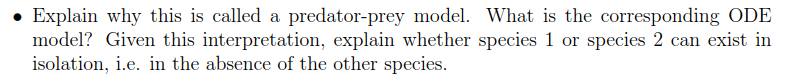 • Explain why this is called a predator-prey model. What is the corresponding ODE
model? Given this interpretation, explain whether species 1 or species 2 can exist in
isolation, i.e. in the absence of the other species.